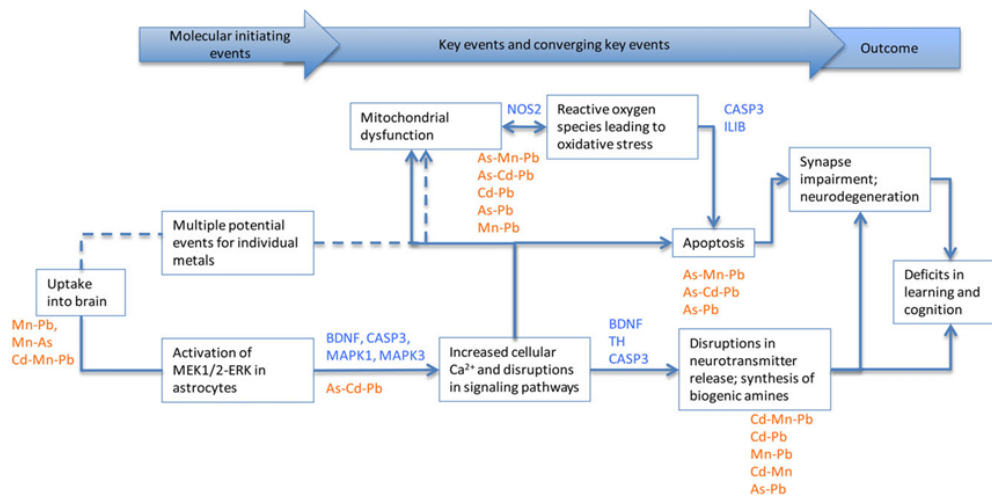 Molecular initiating
events
Key events and converging key events
Outcome
Mitochondrial
dysfunction
NOS2
Reactive oxygen
species leading to
oxidative stress
CASP3
ILIB
As-Mn-Pb
As-Cd-Pb
Cd-Pb
As-Pb
Mn-Pb
Synapse
impairment;
neurodegeneration
Multiple potential
events for individual
metals
Apoptosis
As-Mn-Pb
As-Cd-Pb
As-Pb
Deficits in
learning and
cognition
Uptake
into brain
Mn-Pb,
Mn-As
Cd-Mn-Pb
Activation of
MEK1/2-ERK in
astrocytes
BDNF, CASP3,
MAPK1, MAPK3
As-Cd-Pb
Increased cellular
Ca²⁺ and disruptions
in signaling pathways
BDNF
TH
CASP3
Disruptions in
neurotransmitter
release; synthesis of
biogenic amines
Cd-Mn-Pb
Cd-Pb
Mn-Pb
Cd-Mn
As-Pb